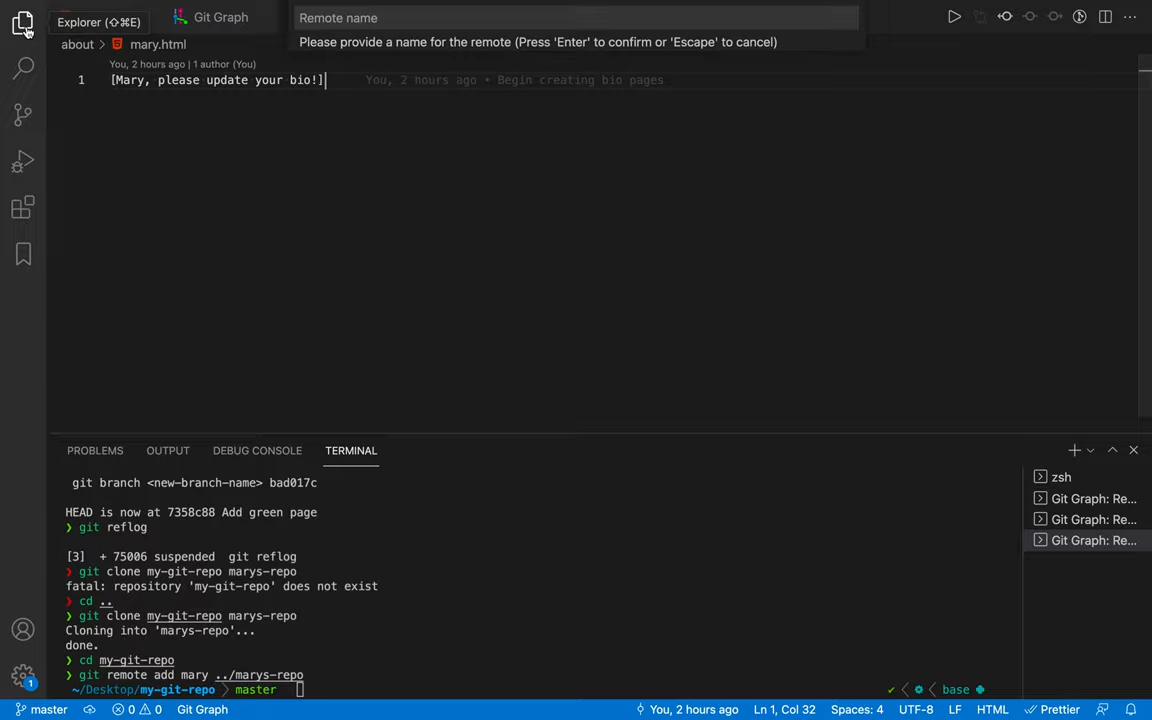 Explorer (⇧⌘E)
Git Graph
Remote name
Please provide a name for the remote (Press 'Enter' to confirm or 'Escape' to cancel)
about > mary.html
You, 2 hours ago | 1 author (You)
1 [Mary, please update your bio!] You, 2 hours ago • Begin creating bio pages
PROBLEMS OUTPUT DEBUG CONSOLE TERMINAL
git branch <new-branch-name> bad017c
HEAD is now at 7358c88 Add green page
❯ git reflog
[3] + 75006 suspended git reflog
❯ git clone my-git-repo marys-repo
fatal: repository 'my-git-repo' does not exist
❯ cd ..
❯ git clone my-git-repo marys-repo
Cloning into 'marys-repo'...
done.
❯ cd my-git-repo
❯ git remote add mary ../marys-repo
~/Desktop/my-git-repo master
base
zsh
Git Graph: Re...
Git Graph: Re...
Git Graph: Re...
1
master 0 0 Git Graph You, 2 hours ago Ln 1, Col 32 Spaces: 4 UTF-8 LF HTML Prettier